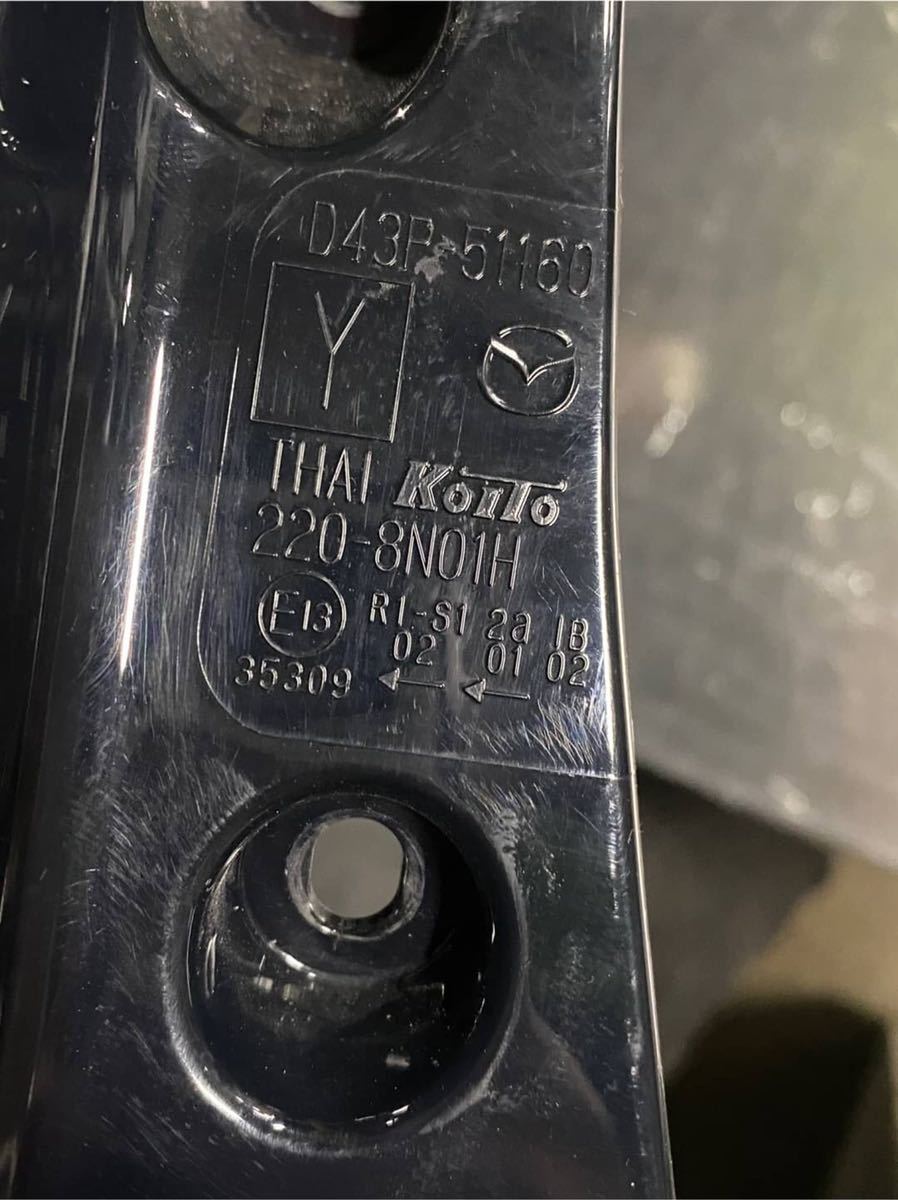 D43P-51160
Y
THAI KoITo
220-8N01H
E13 R1-S1 2a IB
02 01 02
35309 ← ←